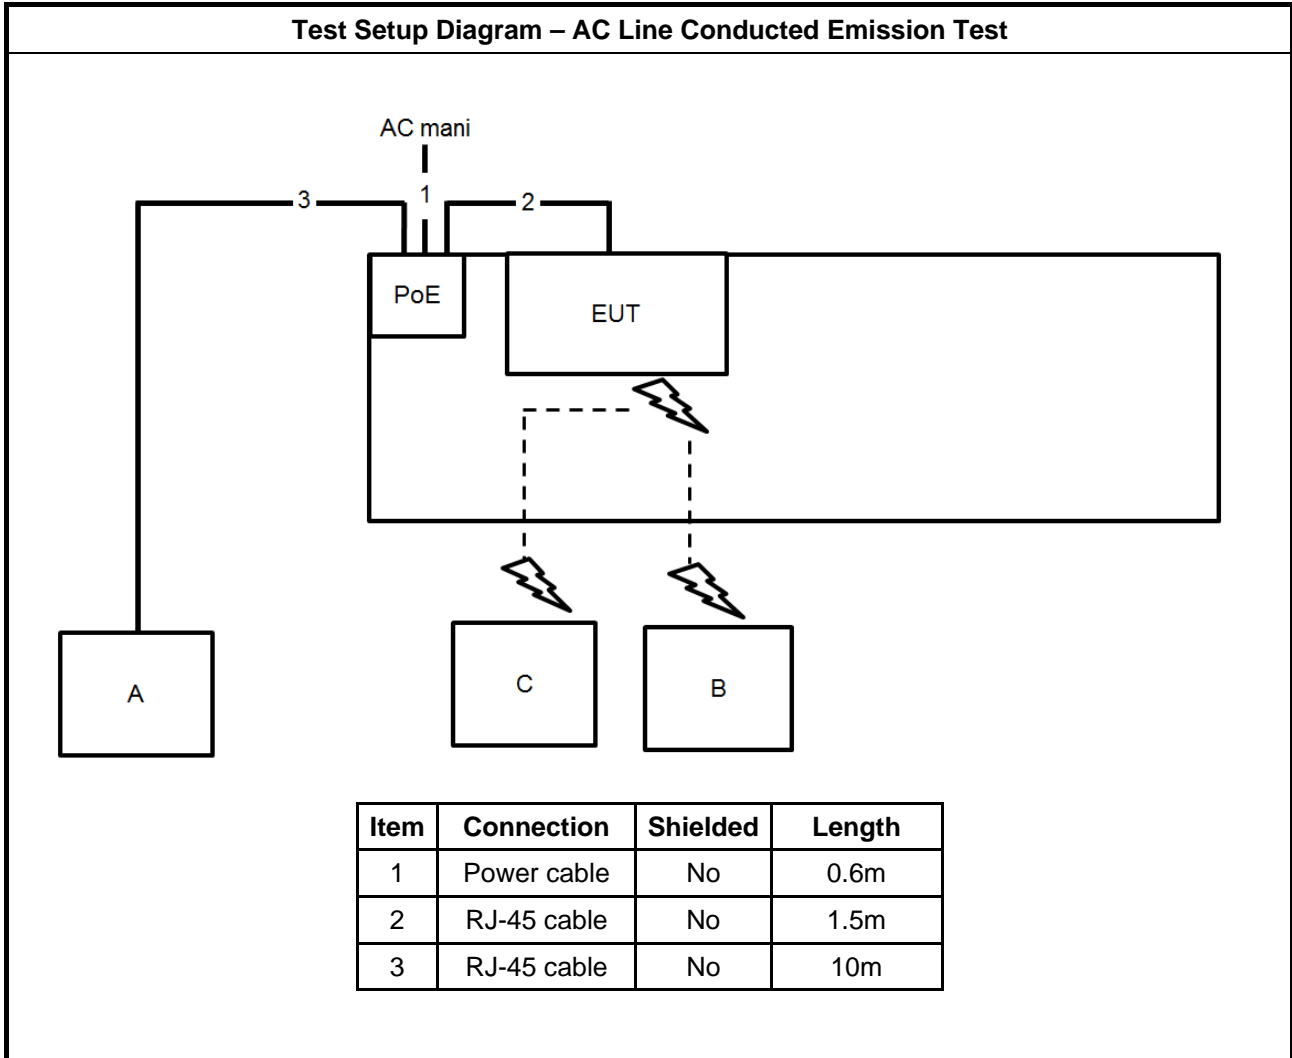 Test Setup Diagram – AC Line Conducted Emission Test
AC mani
3
1
2
PoE
EUT
A
C
B
Item Connection Shielded Length
1 Power cable No 0.6m
2 RJ-45 cable No 1.5m
3 RJ-45 cable No 10m